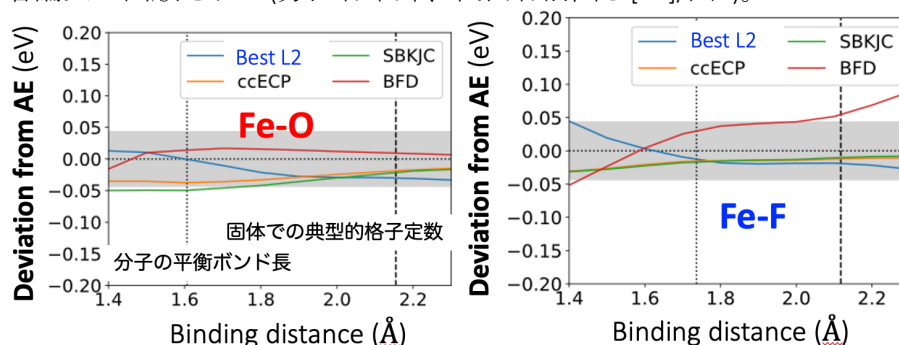 Deviation from AE (eV)
0.20
0.15
0.10
0.05
0.00
−0.05
−0.10
−0.15
−0.20
Best L2
ccECP
SBKJC
BFD
Fe-O
固体での典型的格子定数
分子の平衡ボンド長
1.4
1.6
1.8
2.0
2.2
Binding distance (Å)
Deviation from AE (eV)
0.20
0.15
0.10
0.05
0.00
−0.05
−0.10
−0.15
−0.20
Best L2
ccECP
SBKJC
BFD
Fe-F
1.4
1.6
1.8
2.0
2.2
Binding distance (Å)